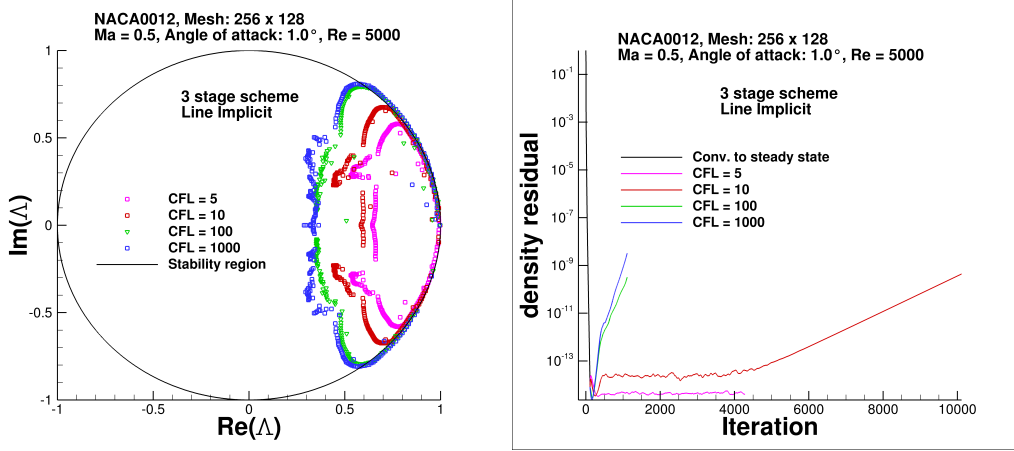 NACA0012, Mesh: 256 x 128
Ma = 0.5, Angle of attack: 1.0°, Re = 5000
1
0.5
0
-0.5
-1
Im(Λ)
3 stage scheme
Line Implicit
CFL = 5
CFL = 10
CFL = 100
CFL = 1000
Stability region
-1
-0.5
0
0.5
1
Re(Λ)
NACA0012, Mesh: 256 x 128
Ma = 0.5, Angle of attack: 1.0°, Re = 5000
10⁻¹
10⁻³
10⁻⁵
10⁻⁷
10⁻⁹
10⁻¹¹
10⁻¹³
density residual
3 stage scheme
Line Implicit
Conv. to steady state
CFL = 5
CFL = 10
CFL = 100
CFL = 1000
0
2000
4000
6000
8000
10000
Iteration